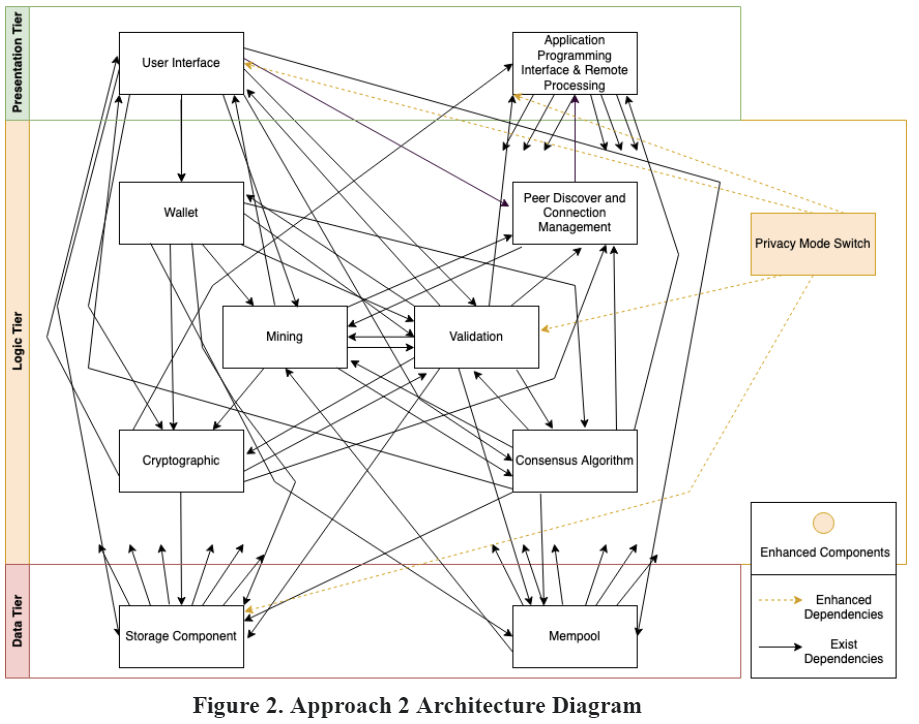 Presentation Tier
User Interface
Application
Programming
Interface & Remote
Processing
Logic Tier
Wallet
Peer Discover and
Connection
Management
Privacy Mode Switch
Mining
Validation
Cryptographic
Consensus Algorithm
Enhanced Components
Data Tier
Storage Component
Mempool
Enhanced
Dependencies
Exist
Dependencies
Figure 2. Approach 2 Architecture Diagram